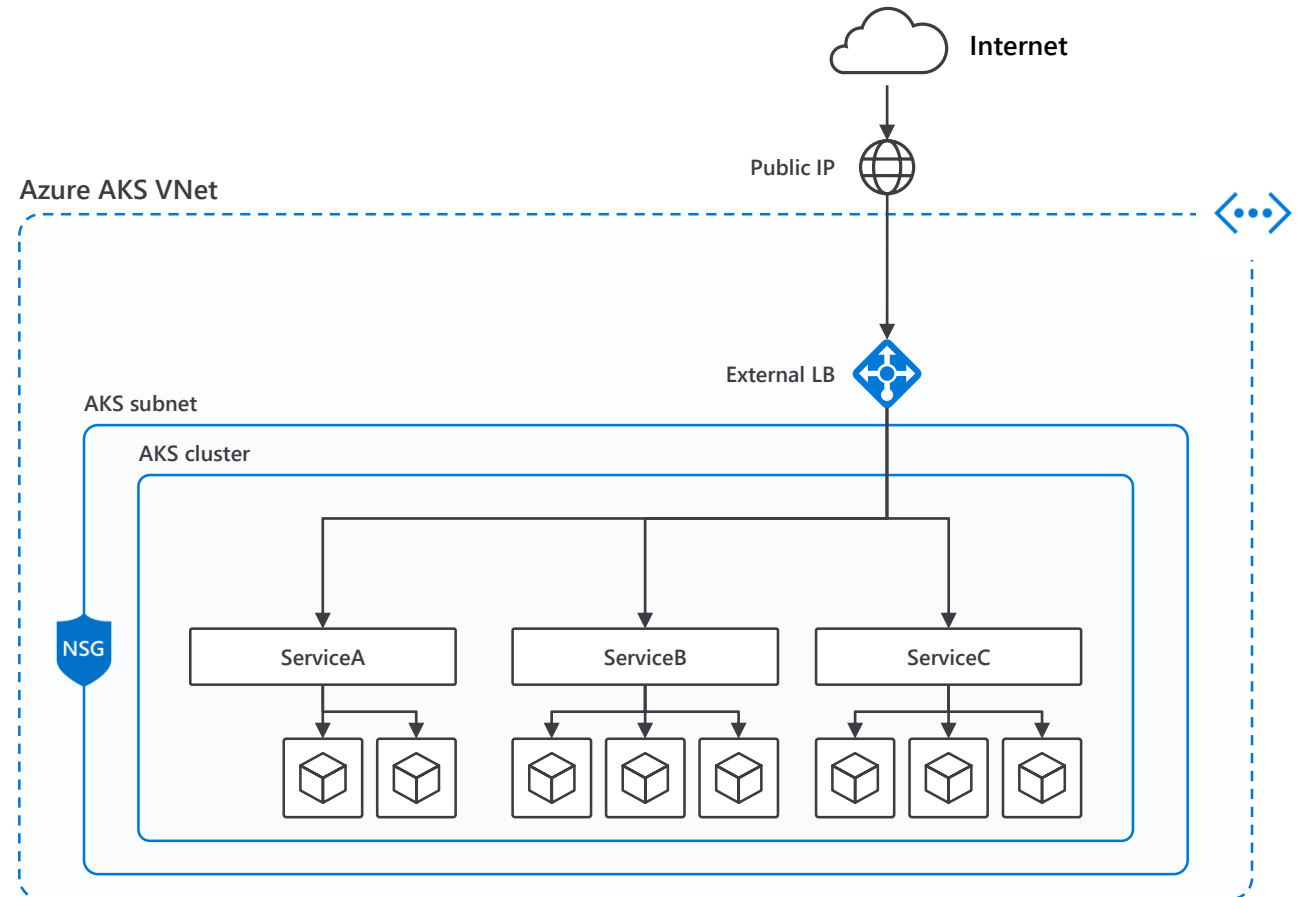 Internet
Public IP
Azure AKS VNet
External LB
AKS subnet
AKS cluster
NSG
ServiceA
ServiceB
ServiceC